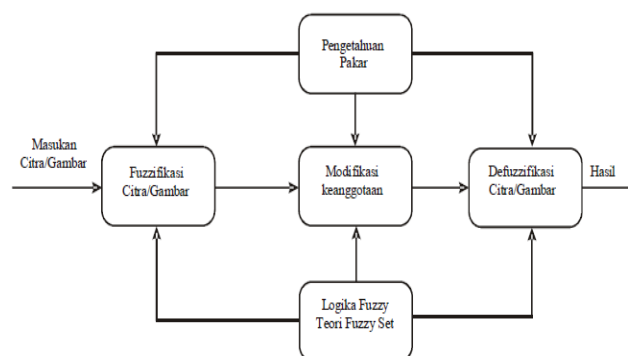 Pengetahuan
Pakar
Masukan
Citra/Gambar
Fuzzifikasi
Citra/Gambar
Modifikasi
keanggotaan
Defuzzifikasi
Citra/Gambar
Hasil
Logika Fuzzy
Teori Fuzzy Set